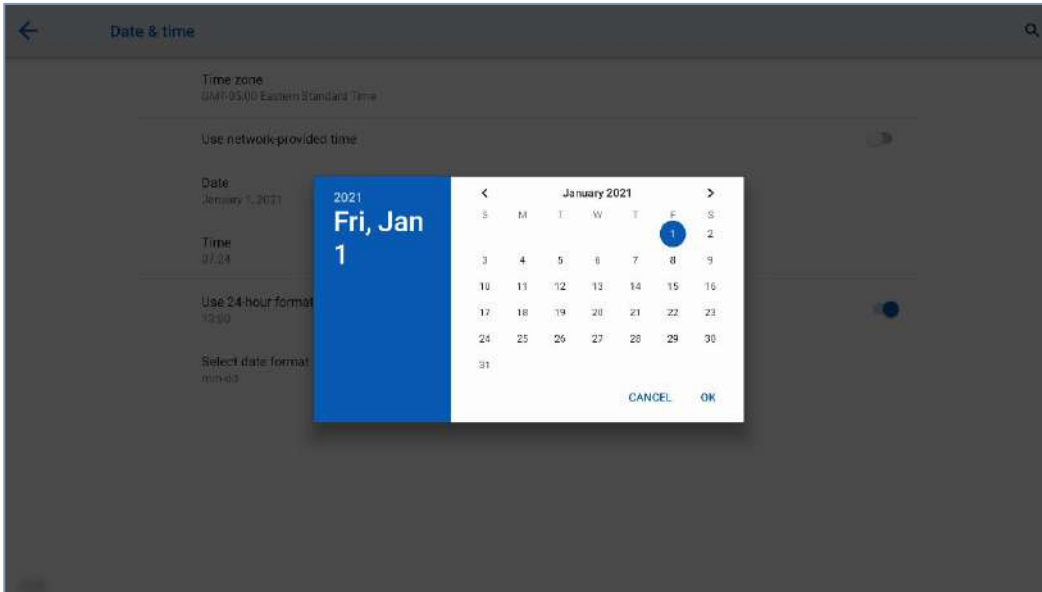 Date & time
Time zone
GMT-05:00 Eastern Standard Time
Use network-provided time
Date
January 1, 2021
Time
07:24
Use 24-hour format
13:00
Select date format
mm-dd
2021
Fri, Jan
1
January 2021
S M T W T F S
1 2
3 4 5 6 7 8 9
10 11 12 13 14 15 16
17 18 19 20 21 22 23
24 25 26 27 28 29 30
31
CANCEL OK